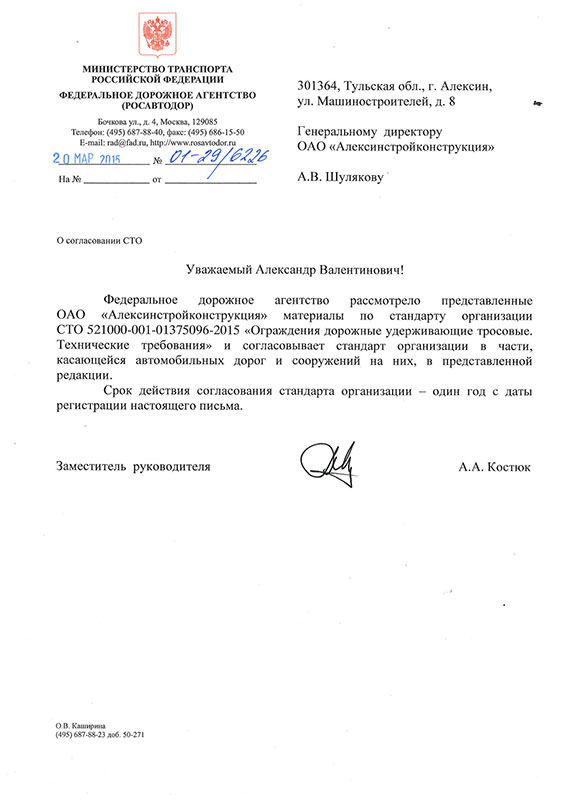 МИНИСТЕРСТВО ТРАНСПОРТА
РОССИЙСКОЙ ФЕДЕРАЦИИ
ФЕДЕРАЛЬНОЕ ДОРОЖНОЕ АГЕНТСТВО
(РОСАВТОДОР)
Бочкова ул., д. 4, Москва, 129085
Телефон: (495) 687-88-40, факс: (495) 686-15-50
E-mail: rad@fad.ru, http://www.rosavtodor.ru
20 МАР 2015 № 01-29/6226
На № ____________ от ________________
301364, Тульская обл., г. Алексин,
ул. Машиностроителей, д. 8
Генеральному директору
ОАО «Алексинстройконструкция»
А.В. Шулякову
О согласовании СТО
Уважаемый Александр Валентинович!
Федеральное дорожное агентство рассмотрело представленные
ОАО «Алексинстройконструкция» материалы по стандарту организации
СТО 521000-001-01375096-2015 «Ограждения дорожные удерживающие тросовые.
Технические требования» и согласовывает стандарт организации в части,
касающейся автомобильных дорог и сооружений на них, в представленной
редакции.
Срок действия согласования стандарта организации – один год с даты
регистрации настоящего письма.
Заместитель руководителя А.А. Костюк
О.В. Каширина
(495) 687-88-23 доб. 50-271